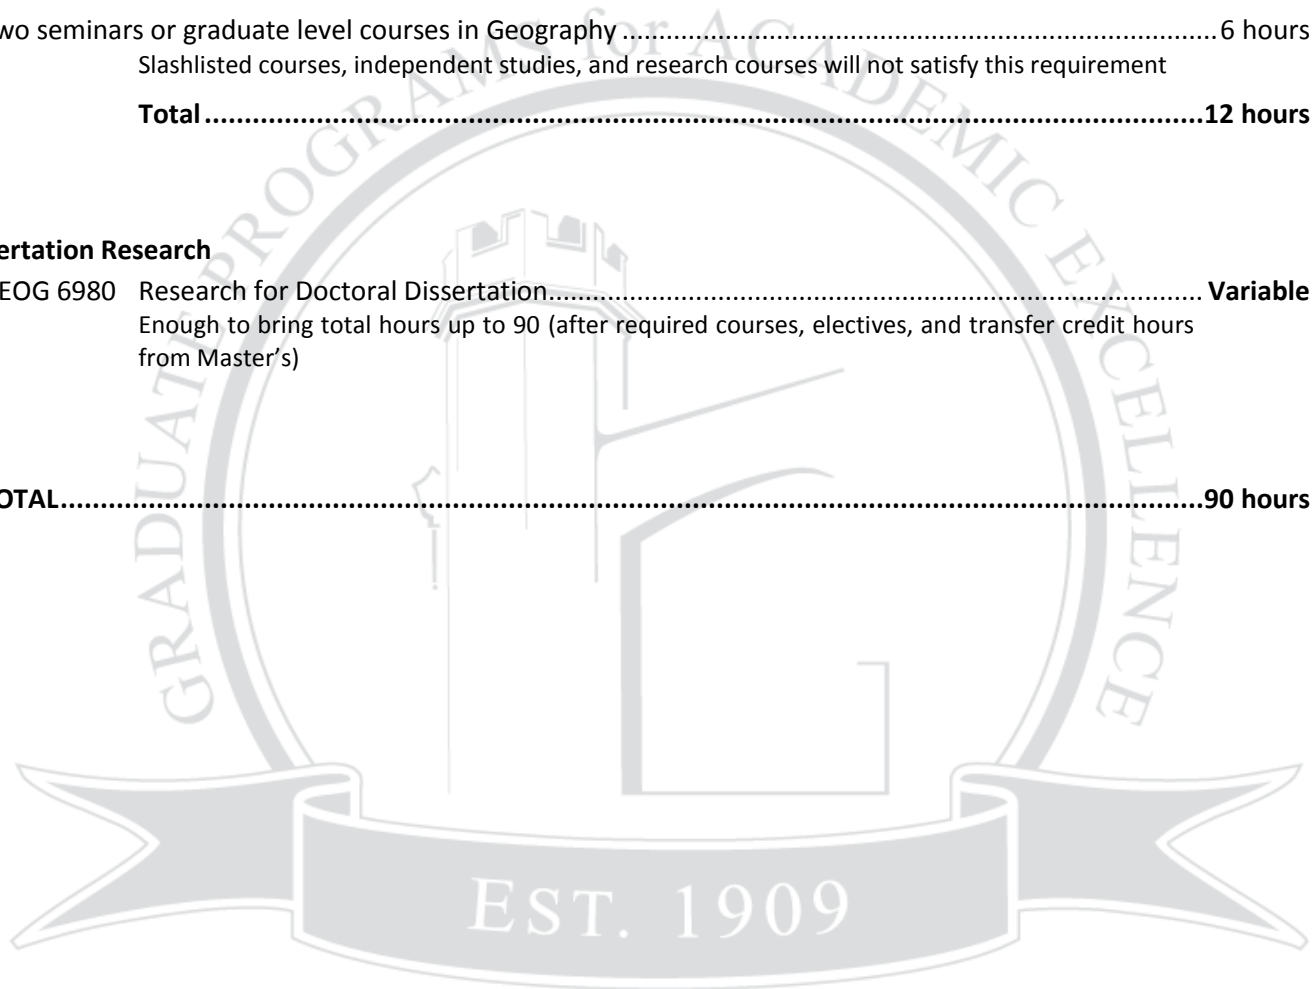 wo seminars or graduate level courses in Geography ........................................................................................ 6 hours
Slashlisted courses, independent studies, and research courses will not satisfy this requirement
Total ........................................................................................ 12 hours
ertation Research
EOG 6980 Research for Doctoral Dissertation ........................................................................................ Variable
Enough to bring total hours up to 90 (after required courses, electives, and transfer credit hours
from Master’s)
OTAL ........................................................................................ 90 hours
GRADUATE PROGRAMS for ACADEMIC EXCELLENCE
EST. 1909